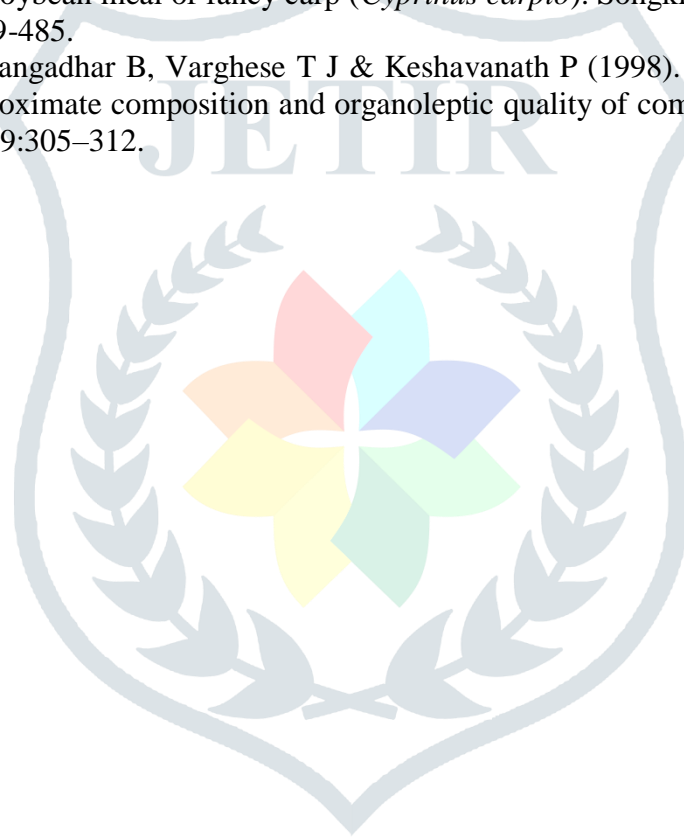 oybean meal of fancy carp (Cyprinus carpio). Songkl
9-485.
angadhar B, Varghese T J & Keshavanath P (1998).
oximate composition and organoleptic quality of com
9:305–312.
JETIR